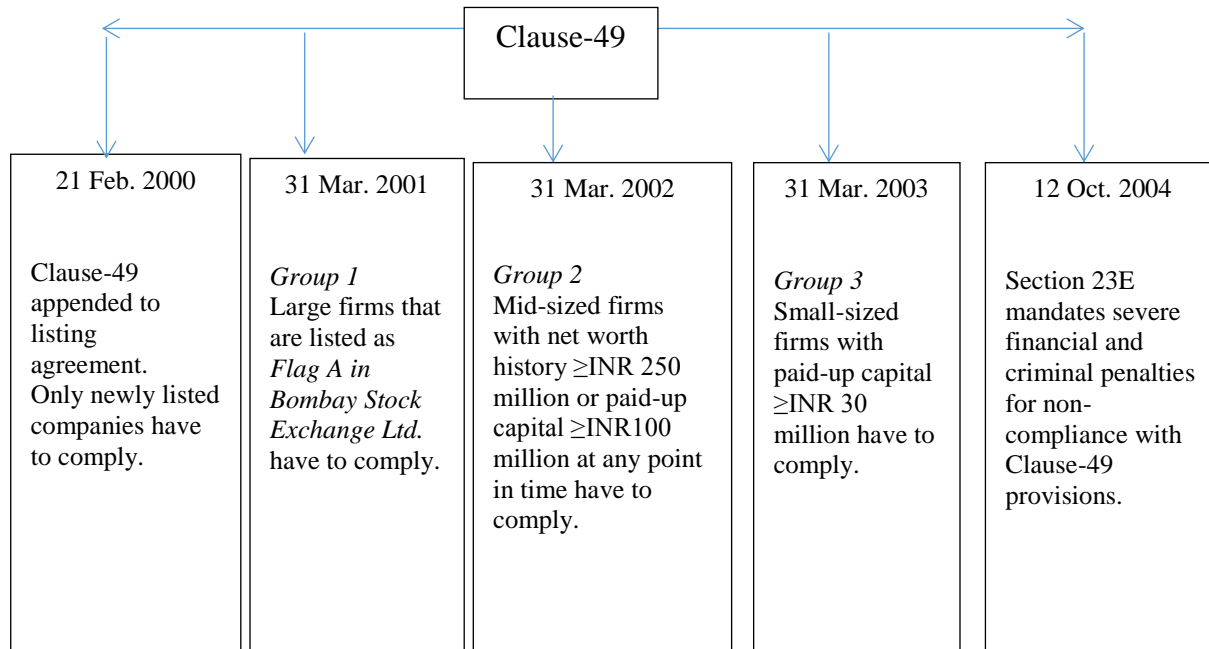 Clause-49
21 Feb. 2000
Clause-49
appended to
listing
agreement.
Only newly listed
companies have
to comply.
31 Mar. 2001
Group 1
Large firms that
are listed as
Flag A in
Bombay Stock
Exchange Ltd.
have to comply.
31 Mar. 2002
Group 2
Mid-sized firms
with net worth
history ≥INR 250
million or paid-up
capital ≥INR100
million at any point
in time have to
comply.
31 Mar. 2003
Group 3
Small-sized
firms with
paid-up capital
≥INR 30
million have to
comply.
12 Oct. 2004
Section 23E
mandates severe
financial and
criminal penalties
for non-
compliance with
Clause-49
provisions.